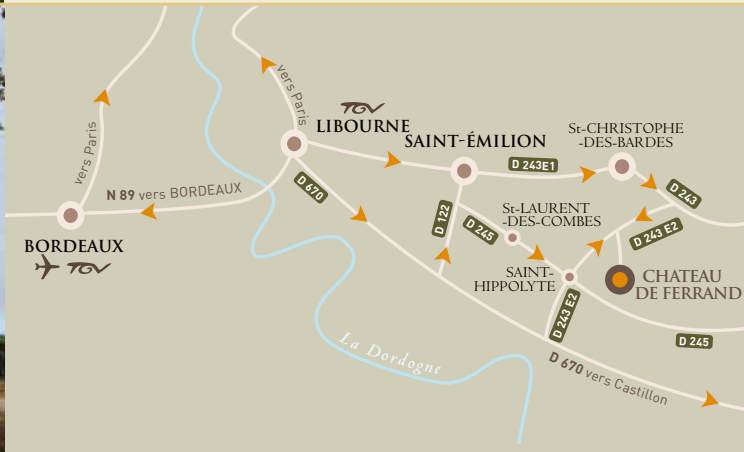 vers Paris
vers Paris
TGV
LIBOURNE
SAINT-ÉMILION
St-CHRISTOPHE
-DES-BARDES
D 243E1
D 243
N 89 vers BORDEAUX
D 670
D 122
D 245
St-LAURENT
-DES-COMBES
D 243 E2
BORDEAUX
TGV
SAINT-
HIPPOLYTE
CHATEAU
DE FERRAND
D 243 E2
D 245
La Dordogne
D 670 vers Castillon